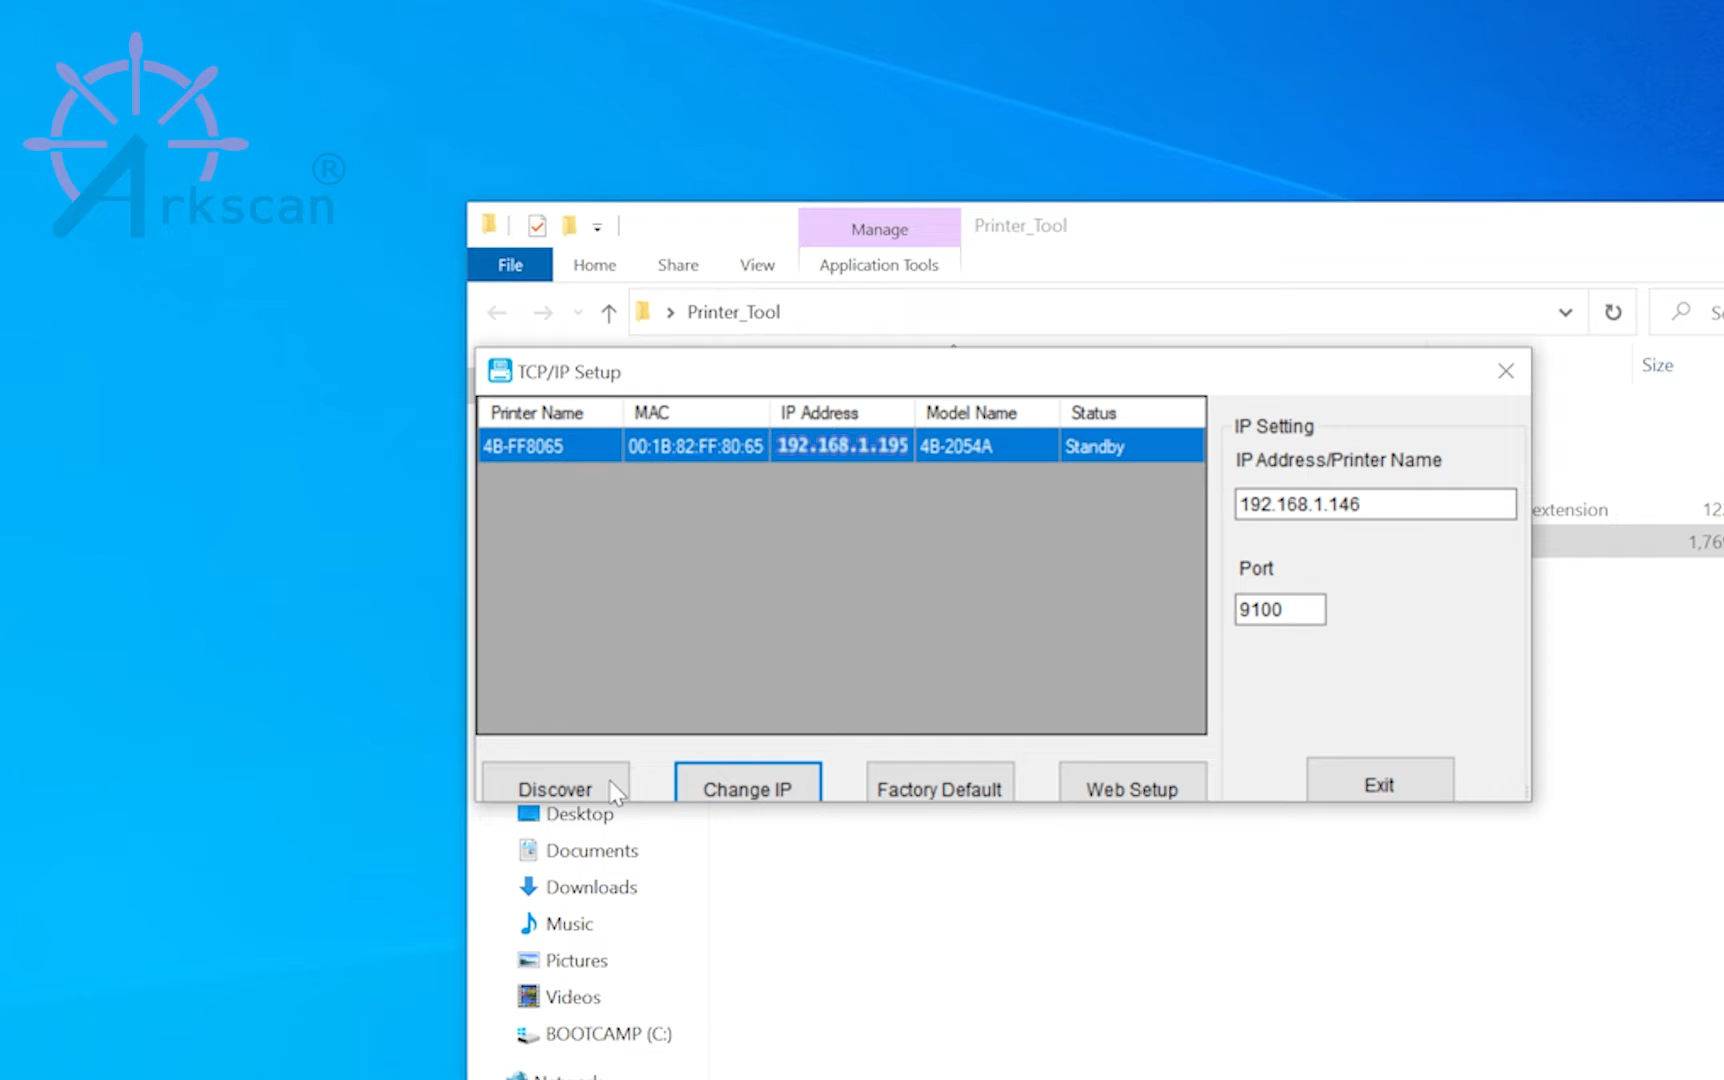 Arkscan®
Manage
Printer_Tool
File
Home
Share
View
Application Tools
Printer_Tool
Size
TCP/IP Setup
Printer Name
MAC
IP Address
Model Name
Status
4B-FF8065
00:1B:82:FF:80:65
192.168.1.195
4B-2054A
Standby
IP Setting
IP Address/Printer Name
192.168.1.146
extension
Port
9100
Discover
Change IP
Factory Default
Web Setup
Exit
Desktop
Documents
Downloads
Music
Pictures
Videos
BOOTCAMP (C:)